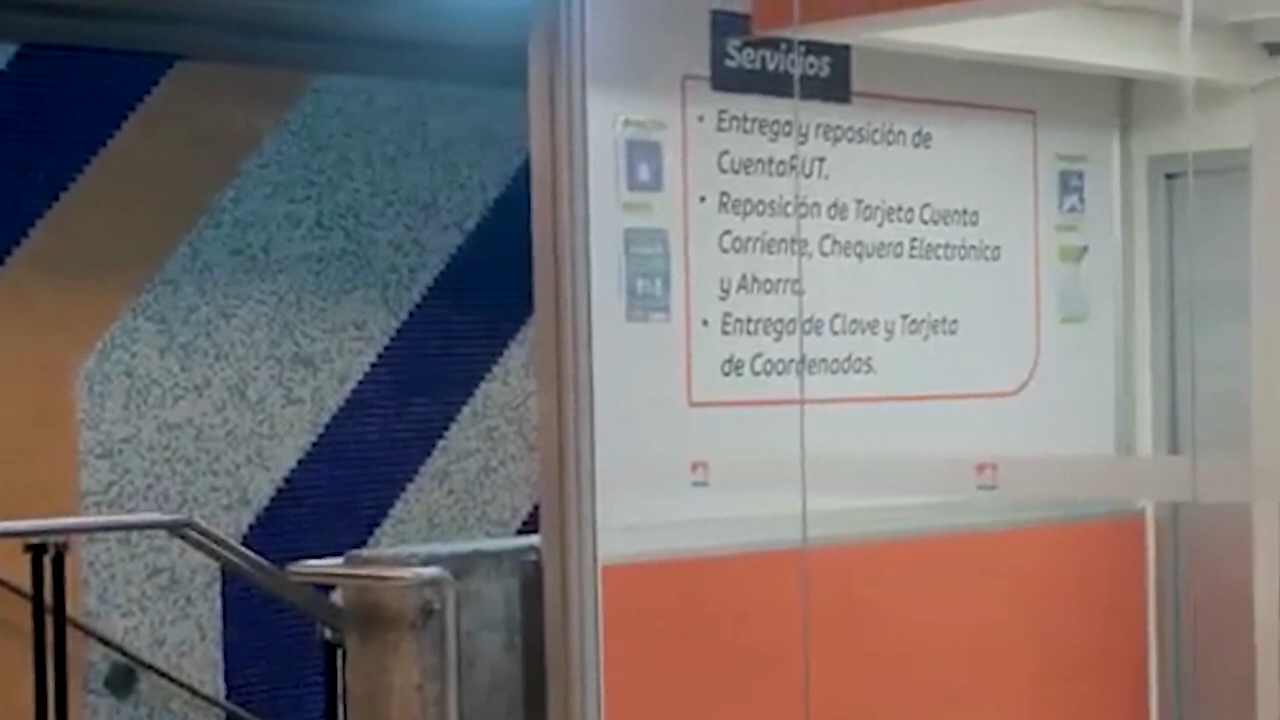 Servicios
• Entrega y reposición de
CuentaRUT.
• Reposición de Tarjeta Cuenta
Corriente, Chequera Electrónica
y Ahorro.
• Entrega de Clave y Tarjeta
de Coordenadas.